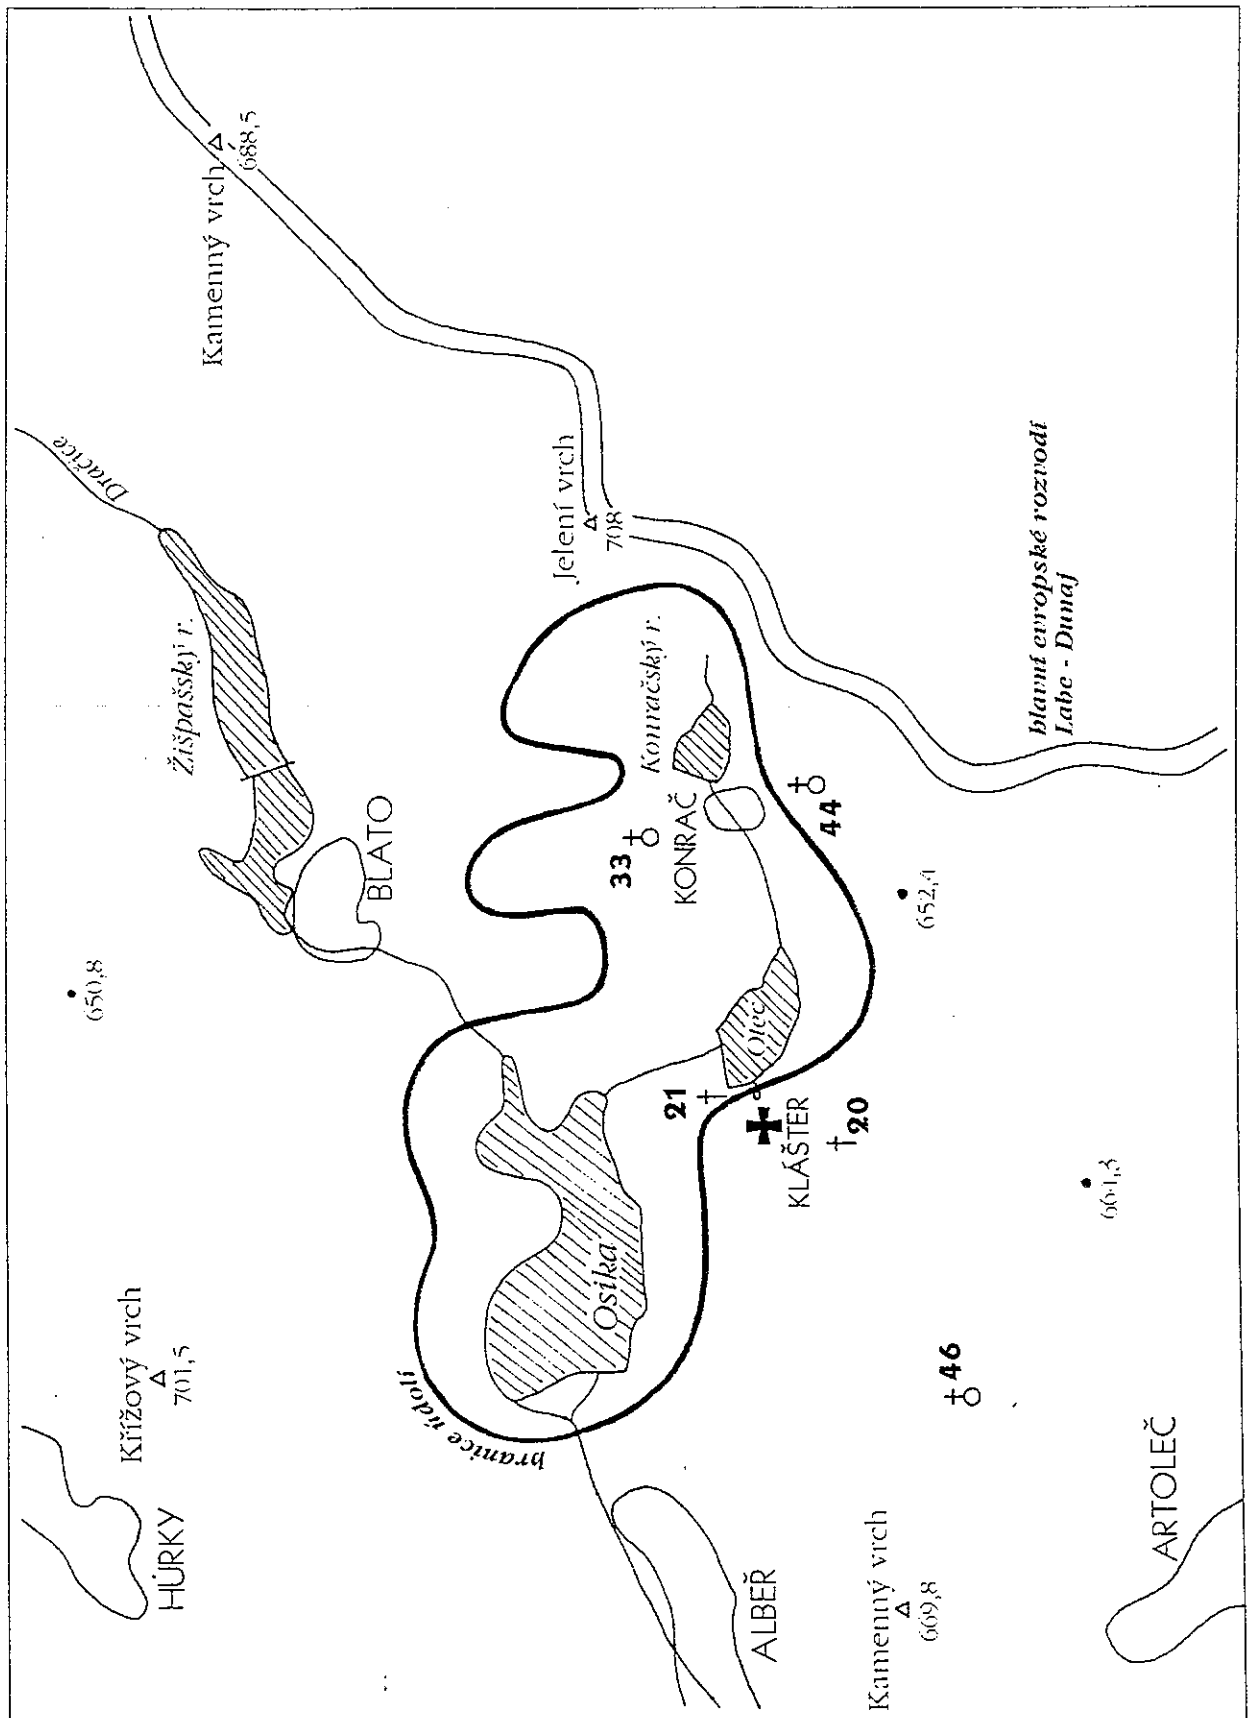 HŮRKY
Křížový vrch
701,5
650,8
Žišpašský r.
Dračice
Kamenný vrch
688,5
BLATO
hranice údolí
Osika
Jelení vrch
708
33
Konračský r.
KONRAČ
21
Olec
KLÁŠTER
20
44
652,4
ALBEŘ
Kamenný vrch
669,8
46
664,3
hlavní evropské rozvodí
Labe - Dunaj
ARTOLEČ